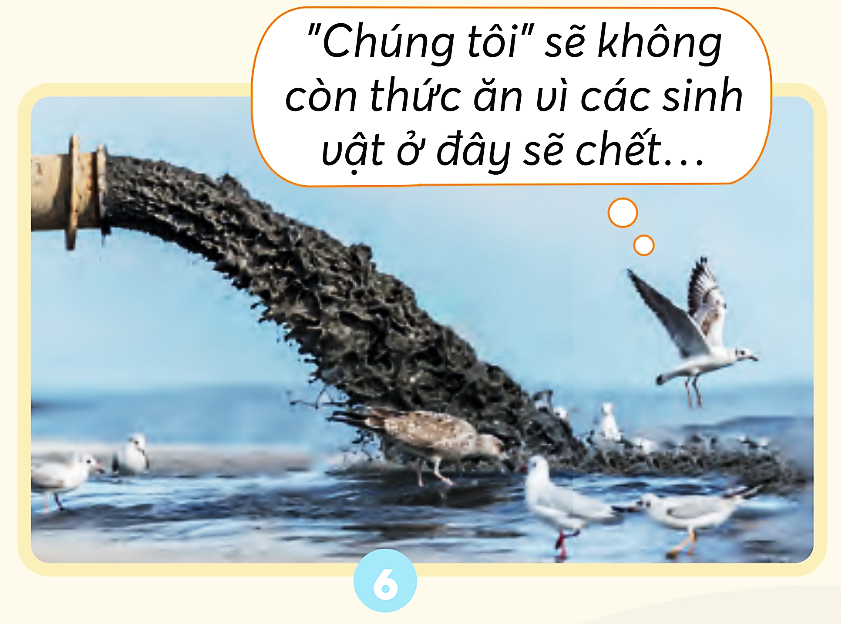 "Chúng tôi" sẽ không
còn thức ăn vì các sinh
vật ở đây sẽ chết...
6